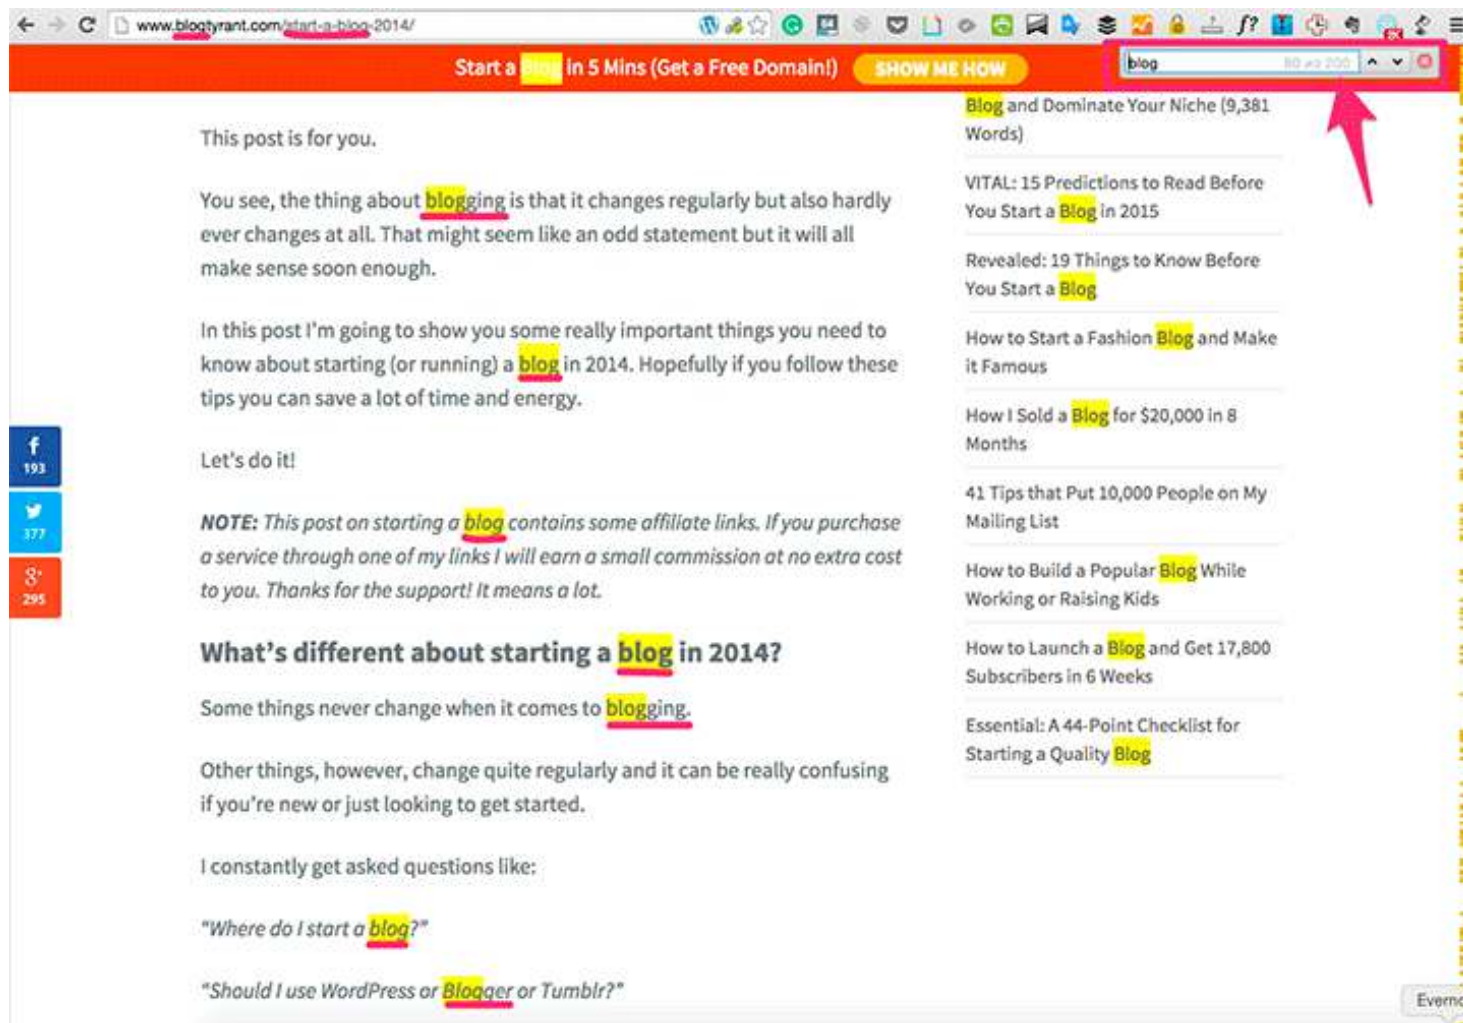 www.blogtyrant.com/start-a-blog-2014/
Start a Blog in 5 Mins (Get a Free Domain!) SHOW ME HOW
blog
This post is for you.
You see, the thing about blogging is that it changes regularly but also hardly
ever changes at all. That might seem like an odd statement but it will all
make sense soon enough.
In this post I'm going to show you some really important things you need to
know about starting (or running) a blog in 2014. Hopefully if you follow these
tips you can save a lot of time and energy.
Let's do it!
NOTE: This post on starting a blog contains some affiliate links. If you purchase
a service through one of my links I will earn a small commission at no extra cost
to you. Thanks for the support! It means a lot.
What's different about starting a blog in 2014?
Some things never change when it comes to blogging.
Other things, however, change quite regularly and it can be really confusing
if you're new or just looking to get started.
I constantly get asked questions like:
"Where do I start a blog?"
"Should I use WordPress or Blogger or Tumblr?"
Blog and Dominate Your Niche (9,381
Words)
VITAL: 15 Predictions to Read Before
You Start a Blog in 2015
Revealed: 19 Things to Know Before
You Start a Blog
How to Start a Fashion Blog and Make
it Famous
How I Sold a Blog for $20,000 in 8
Months
41 Tips that Put 10,000 People on My
Mailing List
How to Build a Popular Blog While
Working or Raising Kids
How to Launch a Blog and Get 17,800
Subscribers in 6 Weeks
Essential: A 44-Point Checklist for
Starting a Quality Blog
f
193
377
8+
295
f?
Everno